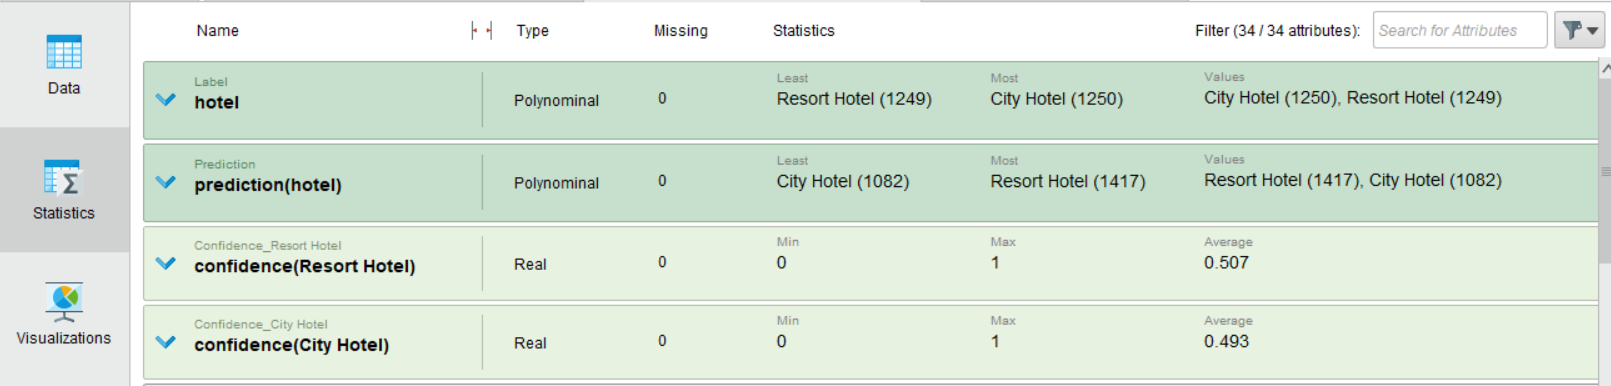 Name Type Missing Statistics Filter (34 / 34 attributes): Search for Attributes
Data
Statistics
Visualizations
Label
hotel Polynominal 0
Least
Resort Hotel (1249)
Most
City Hotel (1250)
Values
City Hotel (1250), Resort Hotel (1249)
Prediction
prediction(hotel) Polynominal 0
Least
City Hotel (1082)
Most
Resort Hotel (1417)
Values
Resort Hotel (1417), City Hotel (1082)
Confidence_Resort Hotel
confidence(Resort Hotel) Real 0
Min
0
Max
1
Average
0.507
Confidence_City Hotel
confidence(City Hotel) Real 0
Min
0
Max
1
Average
0.493